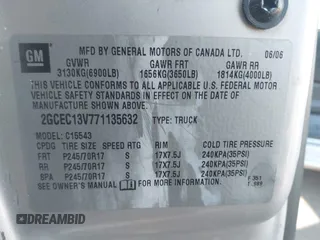 GM
MFD BY GENERAL MOTORS OF CANADA LTD. 06/06
GVWR GAWR FRT GAWR RR
3130KG(6900LB) 1656KG(3650LB) 1814KG(4000LB)
THIS VEHICLE CONFORMS TO ALL APPLICABLE U.S. FEDERAL MOTOR
VEHICLE SAFETY STANDARDS IN EFFECT ON THE DATE OF
MANUFACTURE SHOWN ABOVE.
2GCEC13V771135632 TYPE: TRUCK
MODEL: C15543
CPDG TIRE SIZE SPEED RTG RIM COLD TIRE PRESSURE
FRT P245/70R17 S 17X7.5J 240KPA(35PSI)
RR P245/70R17 S 17X7.5J 240KPA(35PSI)
SPA P245/70R17 S 17X7.5J 240KPA(35PSI)
SEE OWNER'S MANUAL FOR MORE INFORMATION.
AUTOBIDMASTER